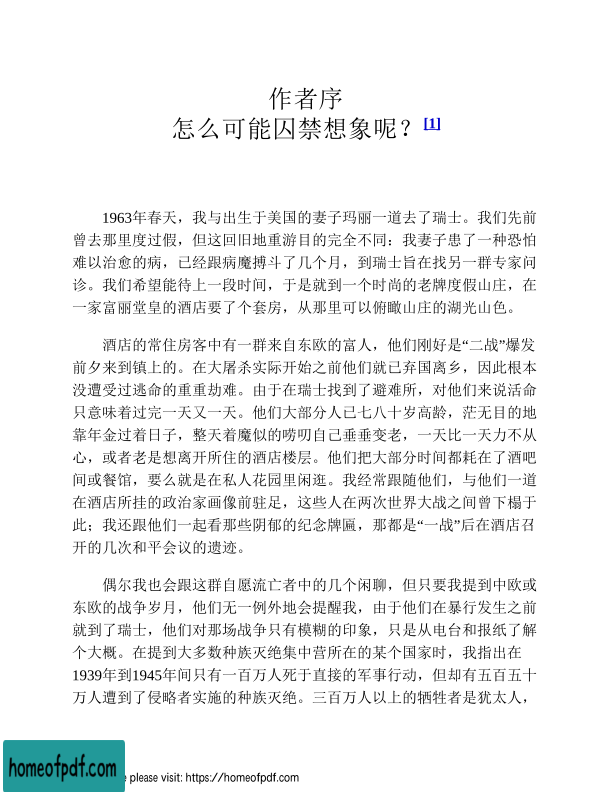 作者序
怎么可能囚禁想象呢？[1]
1963年春天，我与出生于美国的妻子玛丽一道去了瑞士。我们先前
曾去那里度过假，但这回旧地重游目的完全不同：我妻子患了一种恐怕
难以治愈的病，已经跟病魔搏斗了几个月，到瑞士旨在找另一群专家问
诊。我们希望能待上一段时间，于是就到一个时尚的老牌度假山庄，在
一家富丽堂皇的酒店要了个套房，从那里可以俯瞰山庄的湖光山色。
酒店的常住房客中有一群来自东欧的富人，他们刚好是“二战”爆发
前夕来到镇上的。在大屠杀实际开始之前他们就已弃国离乡，因此根本
没遭受过逃命的重重劫难。由于在瑞士找到了避难所，对他们来说活命
只意味着过完一天又一天。他们大部分人已七八十岁高龄，茫无目的地
靠年金过着日子，整天着魔似的唠叨自己垂垂变老，一天比一天力不从
心，或者老是想离开所住的酒店楼层。他们把大部分时间都耗在了酒吧
间或餐馆，要么就是在私人花园里闲逛。我经常跟随他们，与他们一道
在酒店所挂的政治家画像前驻足，这些人在两次世界大战之间曾下榻于
此；我还跟他们一起看那些阴郁的纪念牌匾，那都是“一战”后在酒店召
开的几次和平会议的遗迹。
偶尔我也会跟这群自愿流亡者中的几个闲聊，但只要我提到中欧或
东欧的战争岁月，他们无一例外地会提醒我，由于他们在暴行发生之前
就到了瑞士，他们对那场战争只有模糊的印象，只是从电台和报纸了解
个大概。在提到大多数种族灭绝集中营所在的某个国家时，我指出在
1939年到1945年间只有一百万人死于直接的军事行动，但却有五百五十
万人遭到了侵略者实施的种族灭绝。三百万人以上的牺牲者是犹太人，
homeofpdf.com
e please visit: https://homeofpdf.com